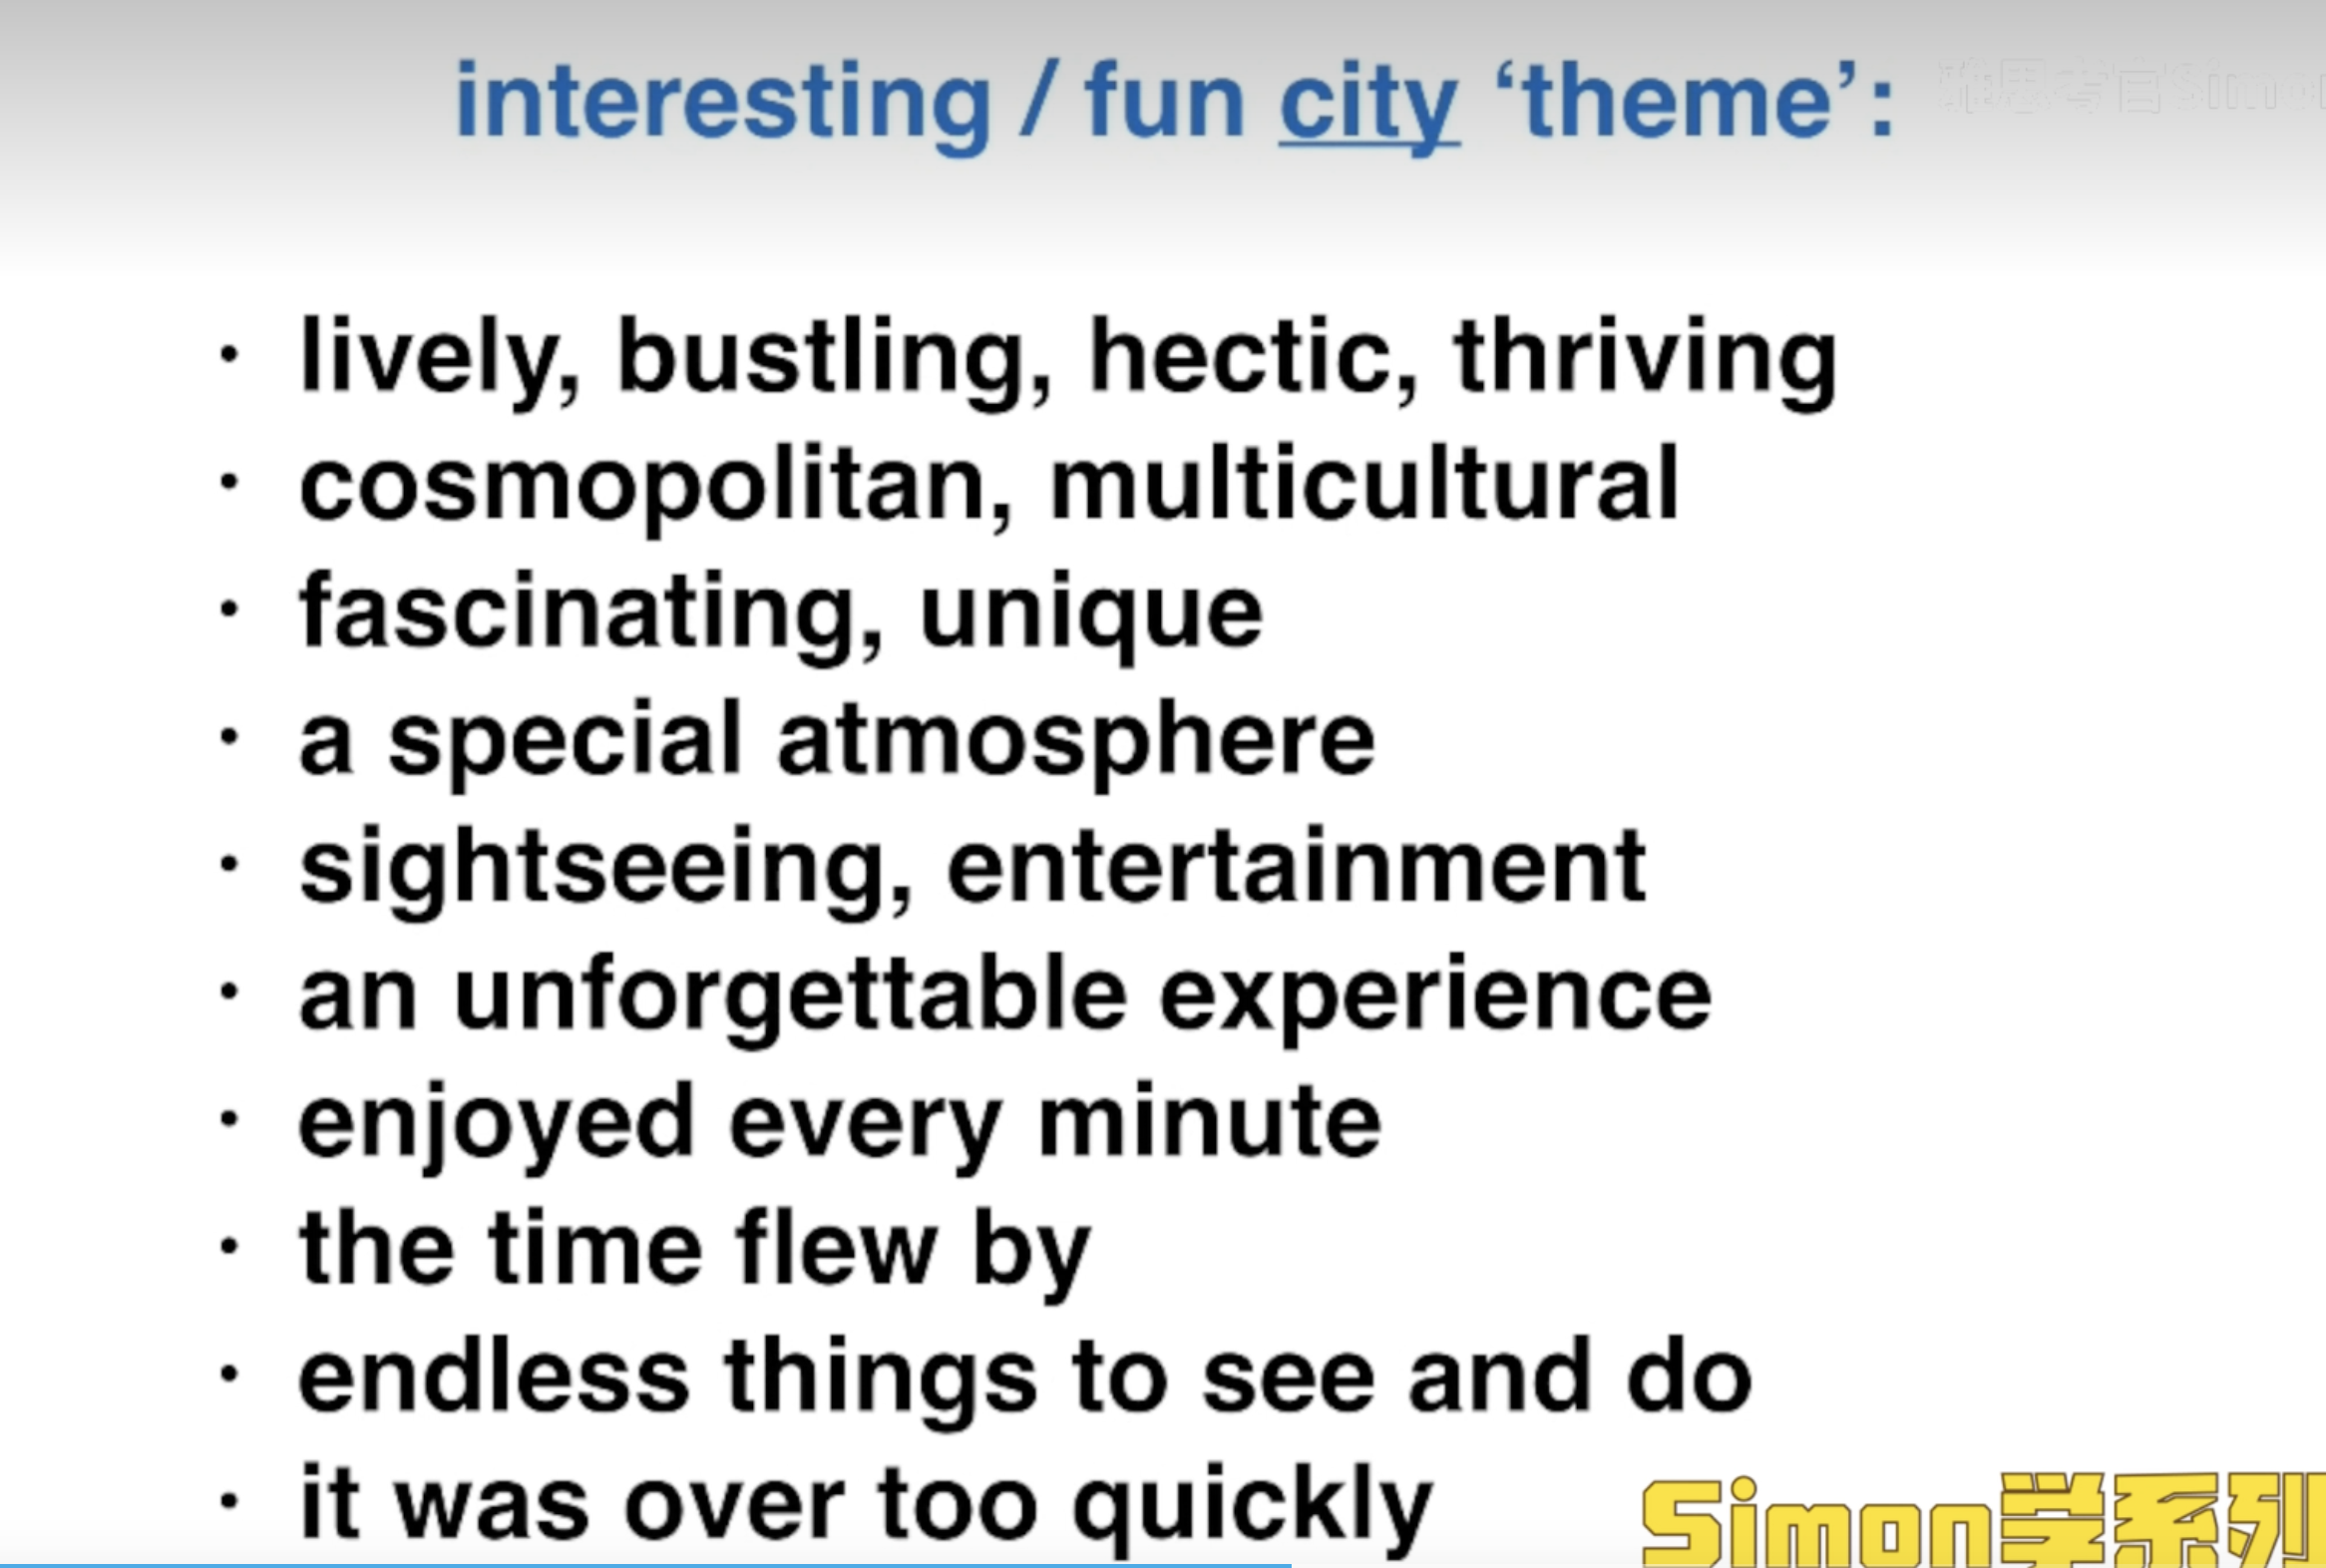 interesting / fun city ‘theme’:
雅思考官Simon
· lively, bustling, hectic, thriving
· cosmopolitan, multicultural
· fascinating, unique
· a special atmosphere
· sightseeing, entertainment
· an unforgettable experience
· enjoyed every minute
· the time flew by
· endless things to see and do
· it was over too quickly
Simon学系列